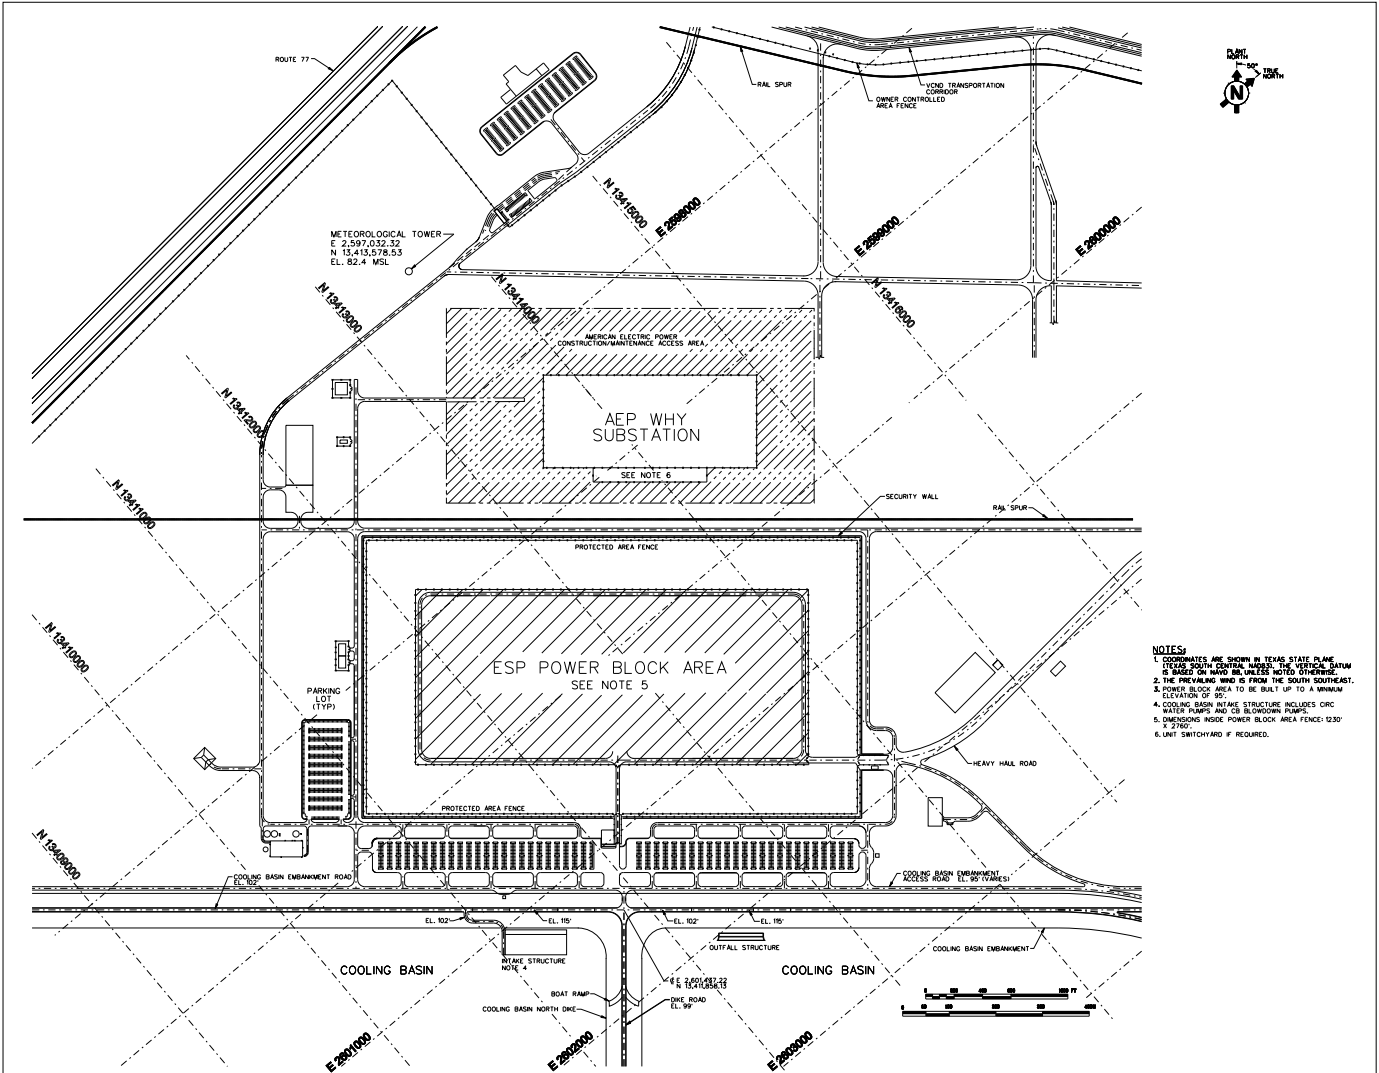 ROUTE 77
RAIL SPUR
VCND TRANSPORTATION
CORRIDOR
OWNER CONTROLLED
AREA FENCE
PLANT
NORTH
50°
TRUE
NORTH
N
METEOROLOGICAL TOWER
E 2,597,032.32
N 13,413,578.53
EL. 82.4 MSL
N 13415000
E 2598000
E 2599000
E 2600000
N 13413000
N 13414000
N 13416000
AMERICAN ELECTRIC POWER
CONSTRUCTION/MAINTENANCE ACCESS AREA
N 13412000
AEP WHY
SUBSTATION
SEE NOTE 6
N 13411000
SECURITY WALL
RAIL SPUR
PROTECTED AREA FENCE
N 13410000
ESP POWER BLOCK AREA
SEE NOTE 5
PARKING
LOT
(TYP)
NOTES:
1. COORDINATES ARE SHOWN IN TEXAS STATE PLANE
(TEXAS SOUTH CENTRAL NAD83). THE VERTICAL DATUM
IS BASED ON NAVD 88, UNLESS NOTED OTHERWISE.
2. THE PREVAILING WIND IS FROM THE SOUTH SOUTHEAST.
3. POWER BLOCK AREA TO BE BUILT UP TO A MINIMUM
ELEVATION OF 95'.
4. COOLING BASIN INTAKE STRUCTURE INCLUDES CIRC
WATER PUMPS AND CB BLOWDOWN PUMPS.
5. DIMENSIONS INSIDE POWER BLOCK AREA FENCE: 1230'
X 2760'.
6. UNIT SWITCHYARD IF REQUIRED.
HEAVY HAUL ROAD
PROTECTED AREA FENCE
N 13409000
COOLING BASIN EMBANKMENT ROAD
EL. 102'
COOLING BASIN EMBANKMENT
ACCESS ROAD EL. 95' (VARIES)
EL. 102'
EL. 115'
EL. 102'
EL. 115'
OUTFALL STRUCTURE
COOLING BASIN EMBANKMENT
INTAKE STRUCTURE
NOTE 4
COOLING BASIN
COOLING BASIN
N 13,411,858.13
BOAT RAMP
DIKE ROAD
EL. 99'
COOLING BASIN NORTH DIKE
E 2601000
E 2602000
E 2603000